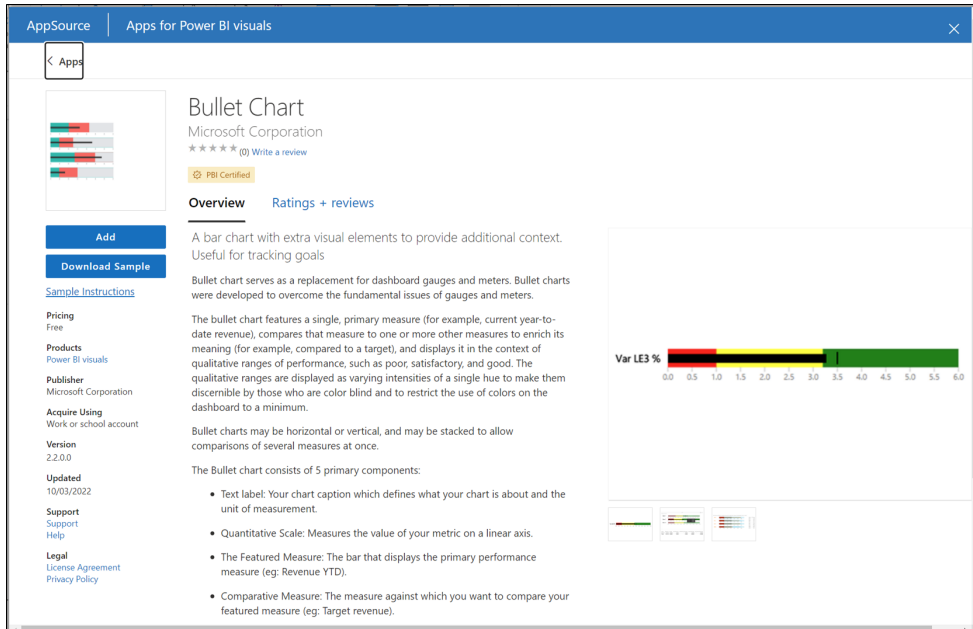 AppSource
Apps for Power BI visuals
Apps
Bullet Chart
Microsoft Corporation
(0) Write a review
PBI Certified
Overview
Ratings + reviews
Add
Download Sample
Sample Instructions
Pricing
Free
Products
Power BI visuals
Publisher
Microsoft Corporation
Acquire Using
Work or school account
Version
2.2.0.0
Updated
10/03/2022
Support
Support
Help
Legal
License Agreement
Privacy Policy
A bar chart with extra visual elements to provide additional context.
Useful for tracking goals
Bullet chart serves as a replacement for dashboard gauges and meters. Bullet charts
were developed to overcome the fundamental issues of gauges and meters.
The bullet chart features a single, primary measure (for example, current year-to-
date revenue), compares that measure to one or more other measures to enrich its
meaning (for example, compared to a target), and displays it in the context of
qualitative ranges of performance, such as poor, satisfactory, and good. The
qualitative ranges are displayed as varying intensities of a single hue to make them
discernible by those who are color blind and to restrict the use of colors on the
dashboard to a minimum.
Bullet charts may be horizontal or vertical, and may be stacked to allow
comparisons of several measures at once.
The Bullet chart consists of 5 primary components:
• Text label: Your chart caption which defines what your chart is about and the
unit of measurement.
• Quantitative Scale: Measures the value of your metric on a linear axis.
• The Featured Measure: The bar that displays the primary performance
measure (eg: Revenue YTD).
• Comparative Measure: The measure against which you want to compare your
featured measure (eg: Target revenue).
Var LE3 %
0.0 0.5 1.0 1.5 2.0 2.5 3.0 3.5 4.0 4.5 5.0 5.5 6.0